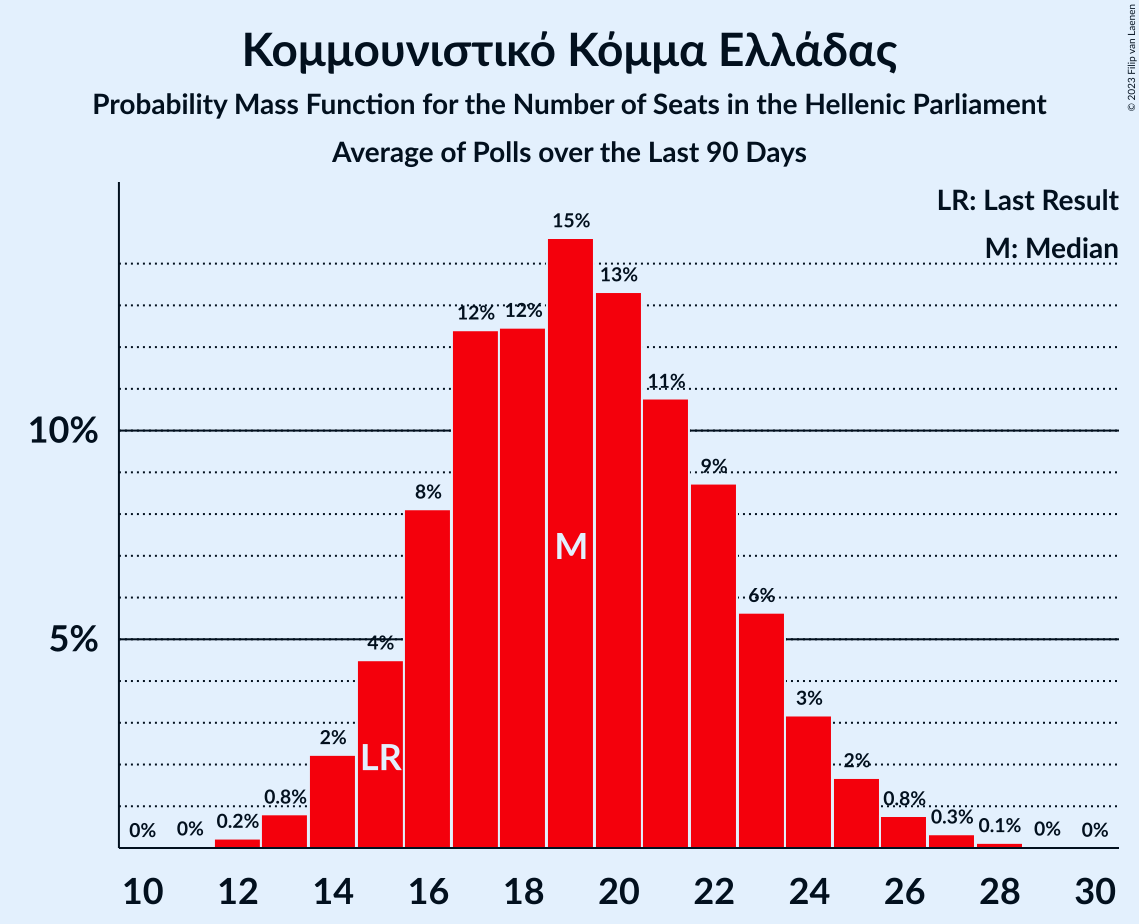 Κομμουνιστικό Κόμμα Ελλάδας
Probability Mass Function for the Number of Seats in the Hellenic Parliament
Average of Polls over the Last 90 Days
© 2023 Filip van Laenen
LR: Last Result
M: Median
10%
5%
0%
0%
0.2%
0.8%
2%
4%
8%
12%
12%
15%
13%
11%
9%
6%
3%
2%
0.8%
0.3%
0.1%
0%
0%
LR
M
10 12 14 16 18 20 22 24 26 28 30